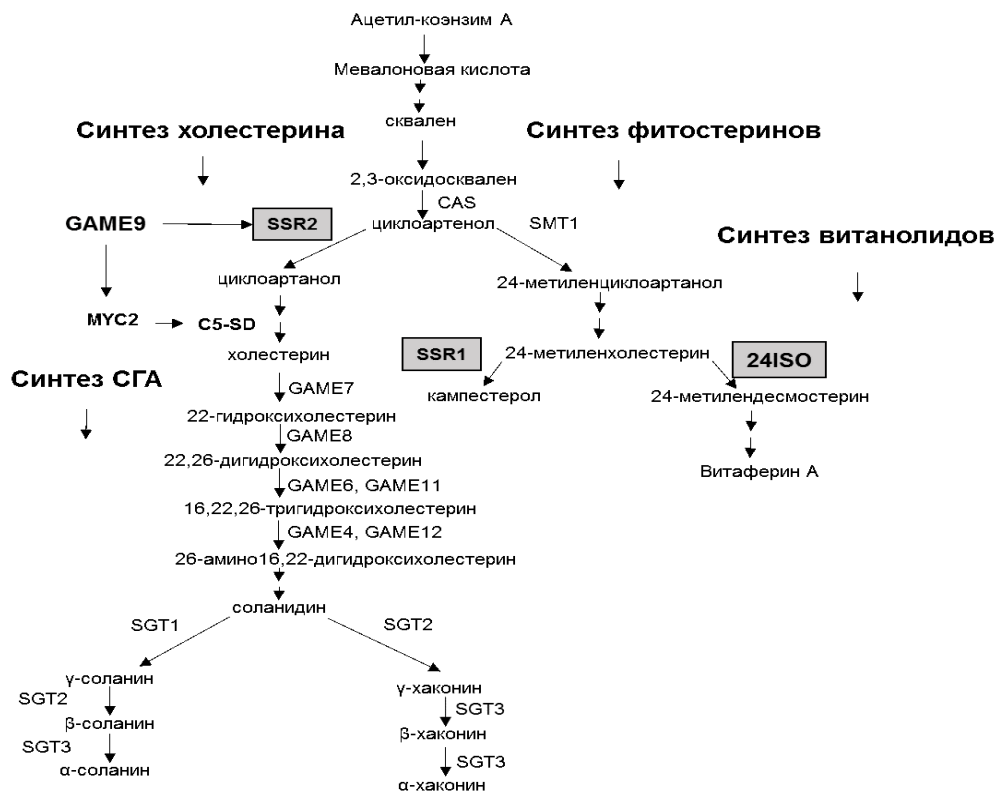 Ацетил-коэнзим А
Мевалоновая кислота
сквален
Синтез холестерина
Синтез фитостеринов
2,3-оксидосквален
CAS
GAME9
SSR2
циклоартенол
SMT1
Синтез витанолидов
циклоартанол
24-метиленциклоартанол
MYC2
C5-SD
холестерин
SSR1
24-метиленхолестерин
24ISO
Синтез СГА
GAME7
кампестерол
24-метилендесмостерин
22-гидроксихолестерин
GAME8
22,26-дигидроксихолестерин
Витаферин А
GAME6, GAME11
16,22,26-тригидроксихолестерин
GAME4, GAME12
26-амино16,22-дигидроксихолестерин
соланидин
SGT1
SGT2
γ-соланин
γ-хаконин
SGT2
SGT3
β-соланин
β-хаконин
SGT3
SGT3
α-соланин
α-хаконин